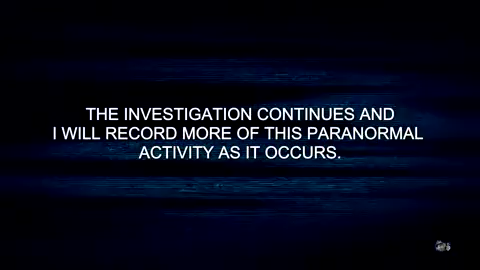 THE INVESTIGATION CONTINUES AND
I WILL RECORD MORE OF THIS PARANORMAL
ACTIVITY AS IT OCCURS.